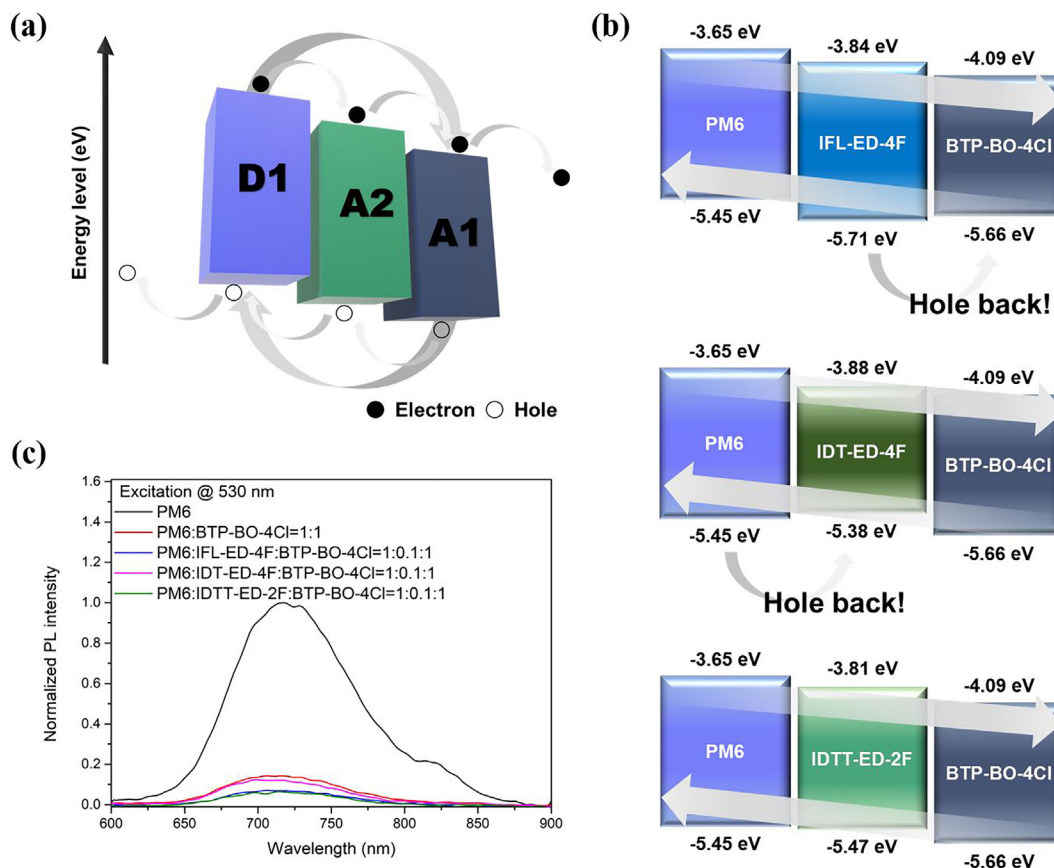 (a)
Energy level (eV)
D1
A2
A1
Electron
Hole
(b)
-3.65 eV
-3.84 eV
-4.09 eV
PM6
IFL-ED-4F
BTP-BO-4Cl
-5.45 eV
-5.71 eV
-5.66 eV
Hole back!
-3.65 eV
-3.88 eV
-4.09 eV
PM6
IDT-ED-4F
BTP-BO-4Cl
-5.45 eV
-5.38 eV
-5.66 eV
Hole back!
-3.65 eV
-3.81 eV
-4.09 eV
PM6
IDTT-ED-2F
BTP-BO-4Cl
-5.45 eV
-5.47 eV
-5.66 eV
(c)
Normalized PL intensity
1.6
1.4
1.2
1.0
0.8
0.6
0.4
0.2
0.0
Excitation @ 530 nm
PM6
PM6:BTP-BO-4Cl=1:1
PM6:IFL-ED-4F:BTP-BO-4Cl=1:0.1:1
PM6:IDT-ED-4F:BTP-BO-4Cl=1:0.1:1
PM6:IDTT-ED-2F:BTP-BO-4Cl=1:0.1:1
600 650 700 750 800 850 900
Wavelength (nm)